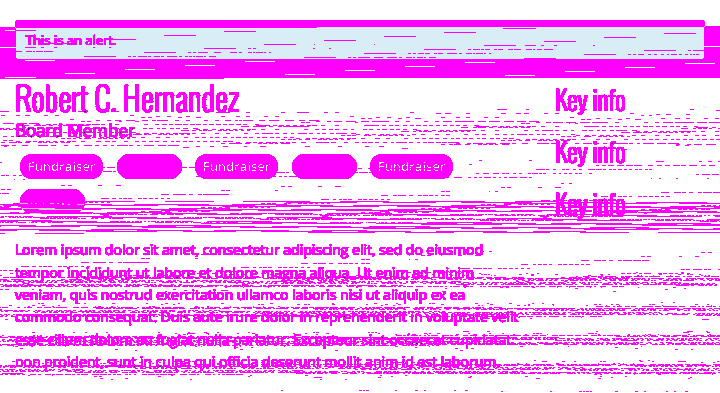 This is an alert.
Robert C. Hernandez
Board Member
Fundraiser Fundraiser Fundraiser
Key info
Key info
Key info
Lorem ipsum dolor sit amet, consectetur adipiscing elit, sed do eiusmod
tempor incididunt ut labore et dolore magna aliqua. Ut enim ad minim
veniam, quis nostrud exercitation ullamco laboris nisi ut aliquip ex ea
commodo consequat. Duis aute irure dolor in reprehenderit in voluptate velit
esse cillum dolore eu fugiat nulla pariatur. Excepteur sint occaecat cupidatat
non proident, sunt in culpa qui officia deserunt mollit anim id est laborum.